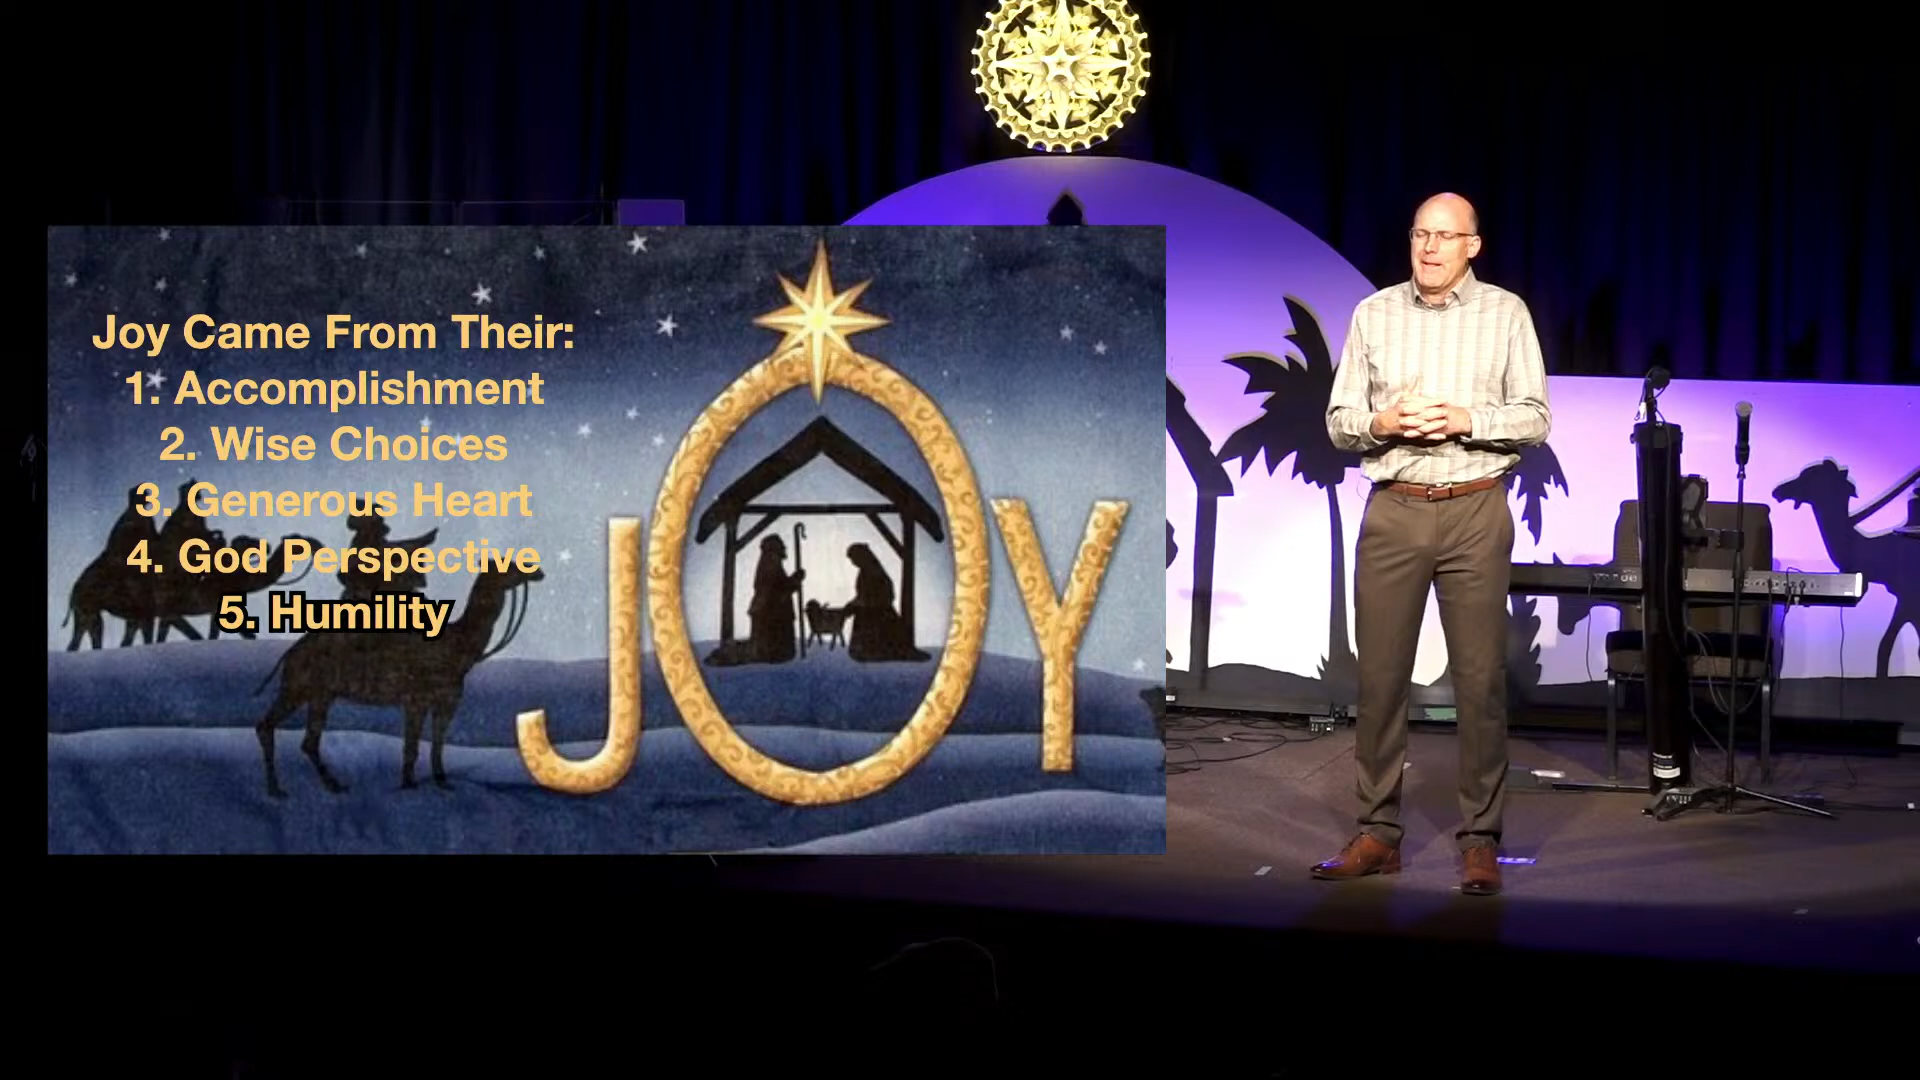 Joy Came From Their:
1. Accomplishment
2. Wise Choices
3. Generous Heart
4. God Perspective
5. Humility
JOY